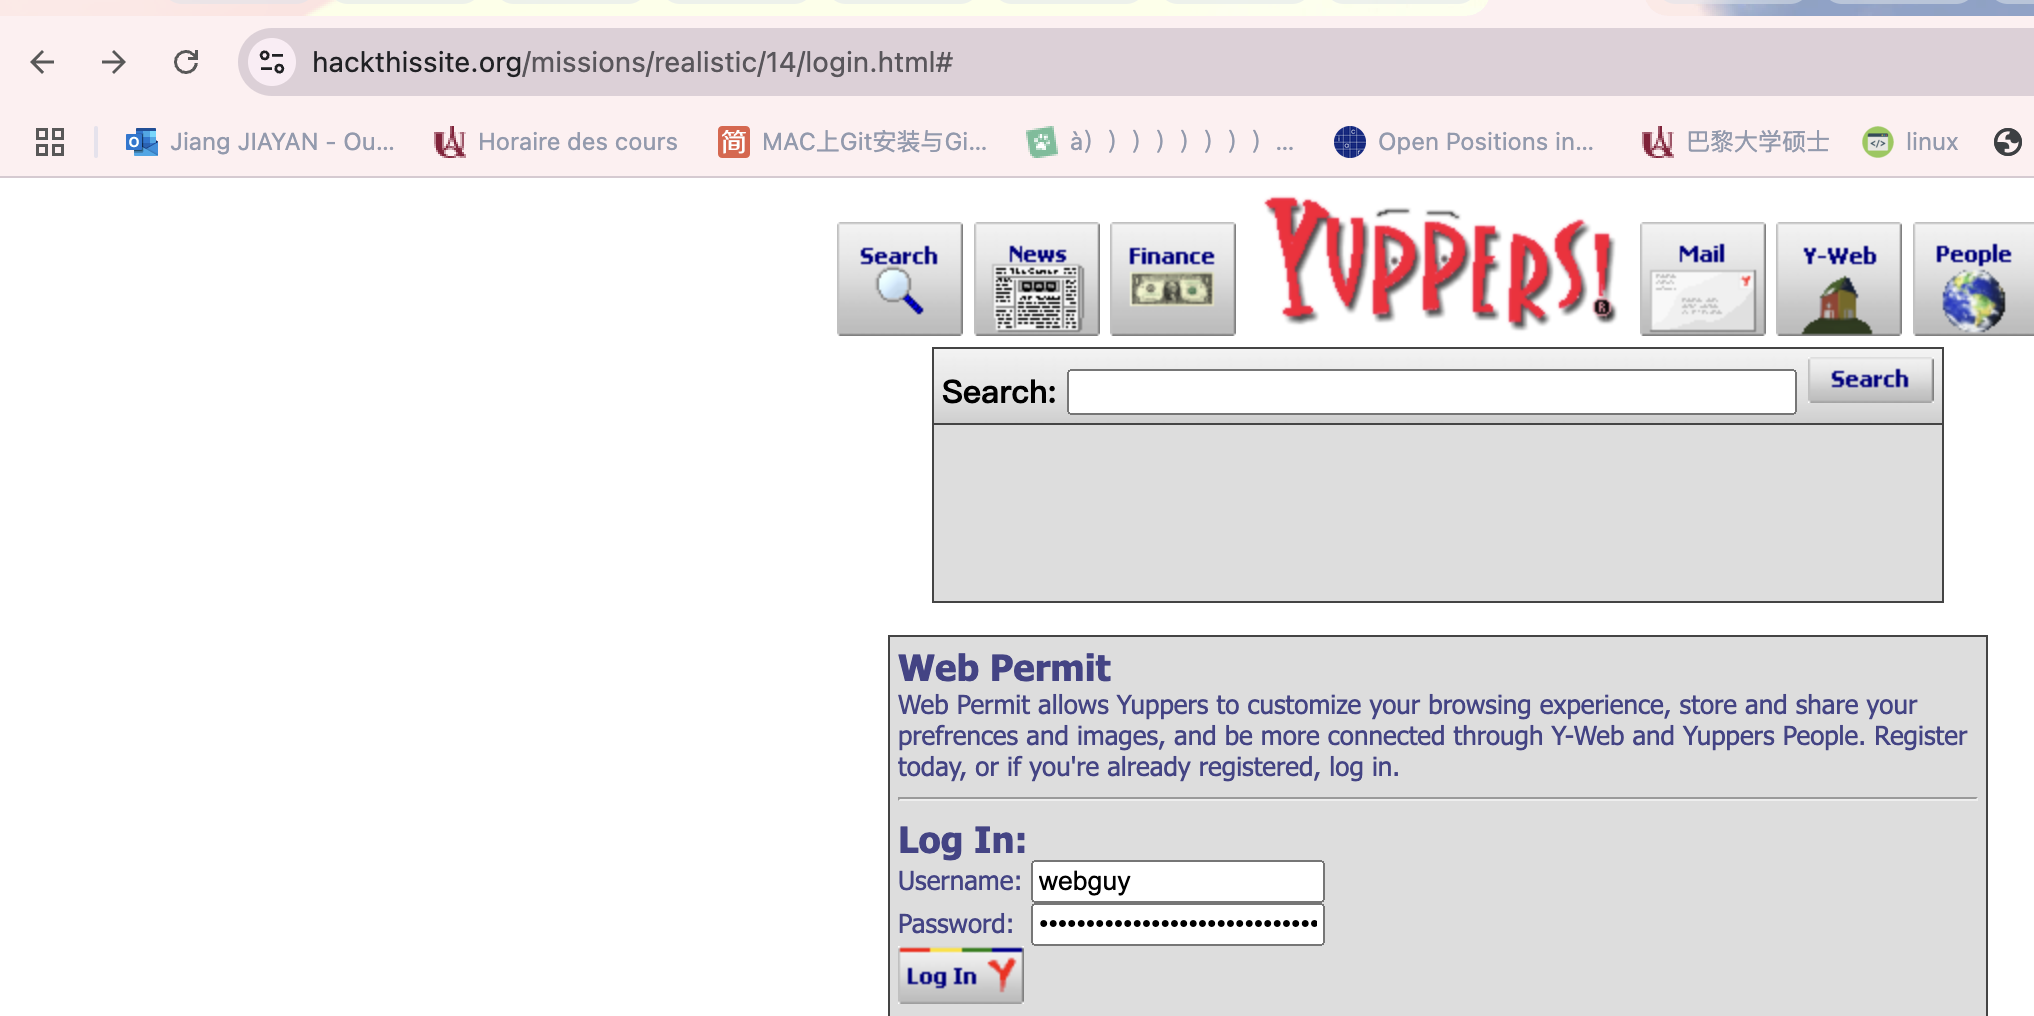 hackthissite.org/missions/realistic/14/login.html#
Jiang JIAYAN - Ou... Horaire des cours 简 MAC上Git安装与Gi... à) ) ) ) ) ) ) ) ... Open Positions in... 巴黎大学硕士 linux
Search News Finance YUPPERS! Mail Y-Web People
Search: Search
Web Permit
Web Permit allows Yuppers to customize your browsing experience, store and share your
prefrences and images, and be more connected through Y-Web and Yuppers People. Register
today, or if you're already registered, log in.
Log In:
Username: webguy
Password: ••••••••••••••••••••••••••••••
Log In Y